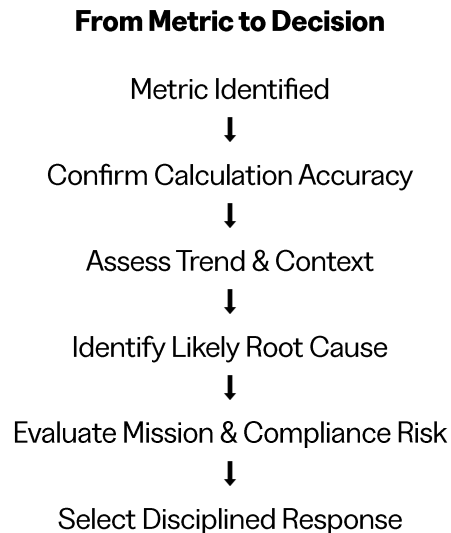 From Metric to Decision
Metric Identified
Confirm Calculation Accuracy
Assess Trend & Context
Identify Likely Root Cause
Evaluate Mission & Compliance Risk
Select Disciplined Response